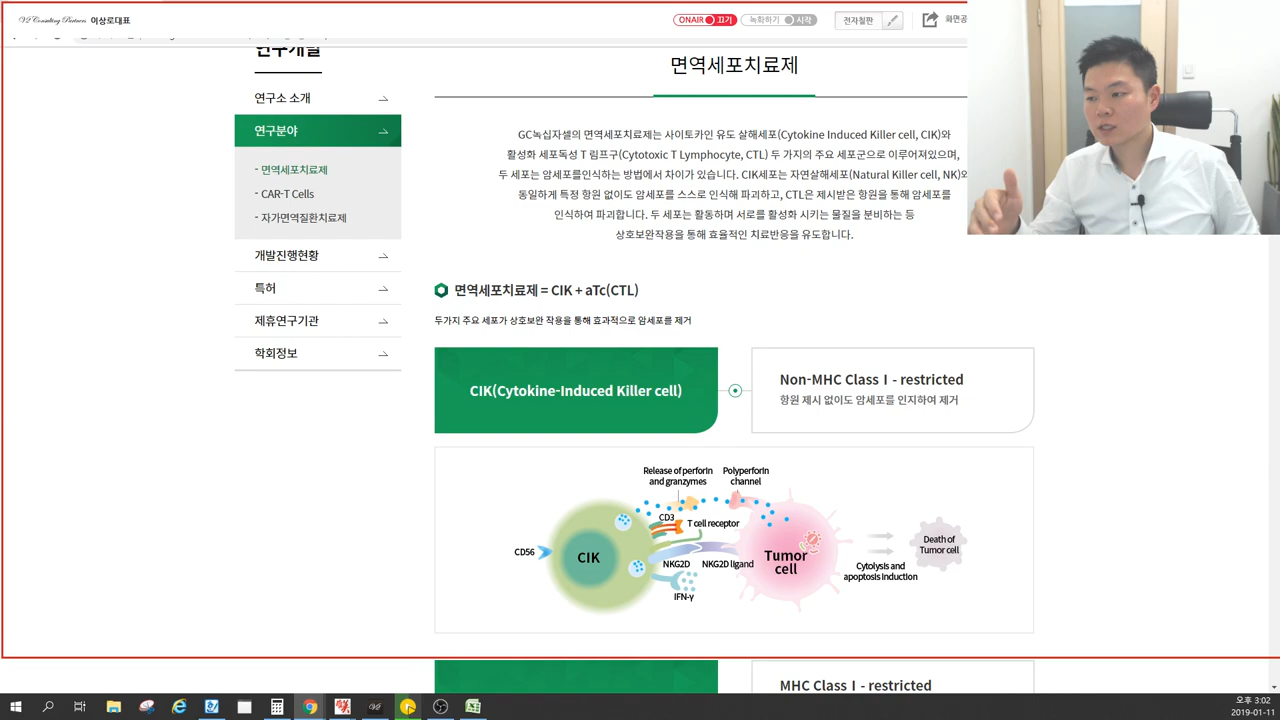 V2 Consulting Partners 이상로대표
ONAIR 끄기
녹화하기 시작
전자칠판
화면공
연구개발
연구소 소개
연구분야
- 면역세포치료제
- CAR-T Cells
- 자가면역질환치료제
개발진행현황
특허
제휴연구기관
학회정보
면역세포치료제
GC녹십자셀의 면역세포치료제는 사이토카인 유도 살해세포(Cytokine Induced Killer cell, CIK)와
활성화 세포독성 T 림프구(Cytotoxic T Lymphocyte, CTL) 두 가지의 주요 세포군으로 이루어져있으며,
두 세포는 암세포를인식하는 방법에서 차이가 있습니다. CIK세포는 자연살해세포(Natural Killer cell, NK)와
동일하게 특정 항원 없이도 암세포를 스스로 인식해 파괴하고, CTL은 제시받은 항원을 통해 암세포를
인식하여 파괴합니다. 두 세포는 활동하며 서로를 활성화 시키는 물질을 분비하는 등
상호보완작용을 통해 효율적인 치료반응을 유도합니다.
면역세포치료제 = CIK + aTc(CTL)
두가지 주요 세포가 상호보완 작용을 통해 효과적으로 암세포를 제거
CIK(Cytokine-Induced Killer cell)
Non-MHC Class I - restricted
항원 제시 없이도 암세포를 인지하여 제거
Release of perforin
and granzymes
Polyperforin
channel
CD3
T cell receptor
CD56
CIK
NKG2D
NKG2D ligand
IFN-γ
Tumor
cell
Cytolysis and
apoptosis induction
Death of
Tumor cell
MHC Class I - restricted
오후 3:02
2019-01-11